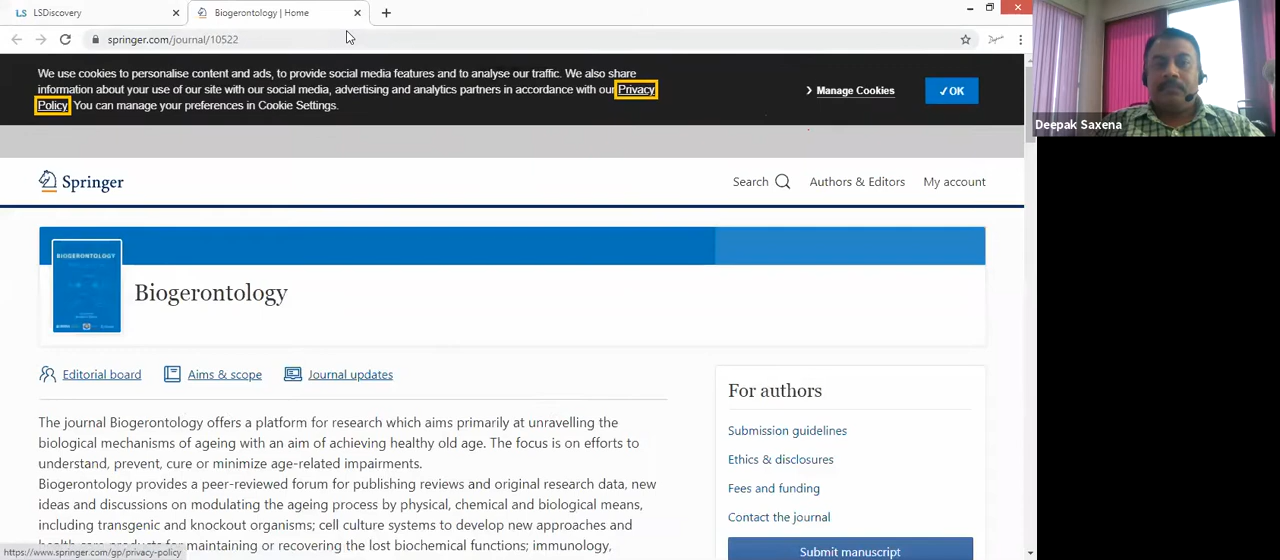 LS LSDiscovery
Biogerontology | Home
springer.com/journal/10522
We use cookies to personalise content and ads, to provide social media features and to analyse our traffic. We also share
information about your use of our site with our social media, advertising and analytics partners in accordance with our Privacy
Policy. You can manage your preferences in Cookie Settings.
Manage Cookies
✓OK
Deepak Saxena
Springer
Search
Authors & Editors
My account
BIOGERONTOLOGY
Biogerontology
Editorial board
Aims & scope
Journal updates
The journal Biogerontology offers a platform for research which aims primarily at unravelling the
biological mechanisms of ageing with an aim of achieving healthy old age. The focus is on efforts to
understand, prevent, cure or minimize age-related impairments.
Biogerontology provides a peer-reviewed forum for publishing reviews and original research data, new
ideas and discussions on modulating the ageing process by physical, chemical and biological means,
including transgenic and knockout organisms; cell culture systems to develop new approaches and
for maintaining or recovering the lost biochemical functions; immunology,
For authors
Submission guidelines
Ethics & disclosures
Fees and funding
Contact the journal
Submit manuscript
https://www.springer.com/gp/privacy-policy